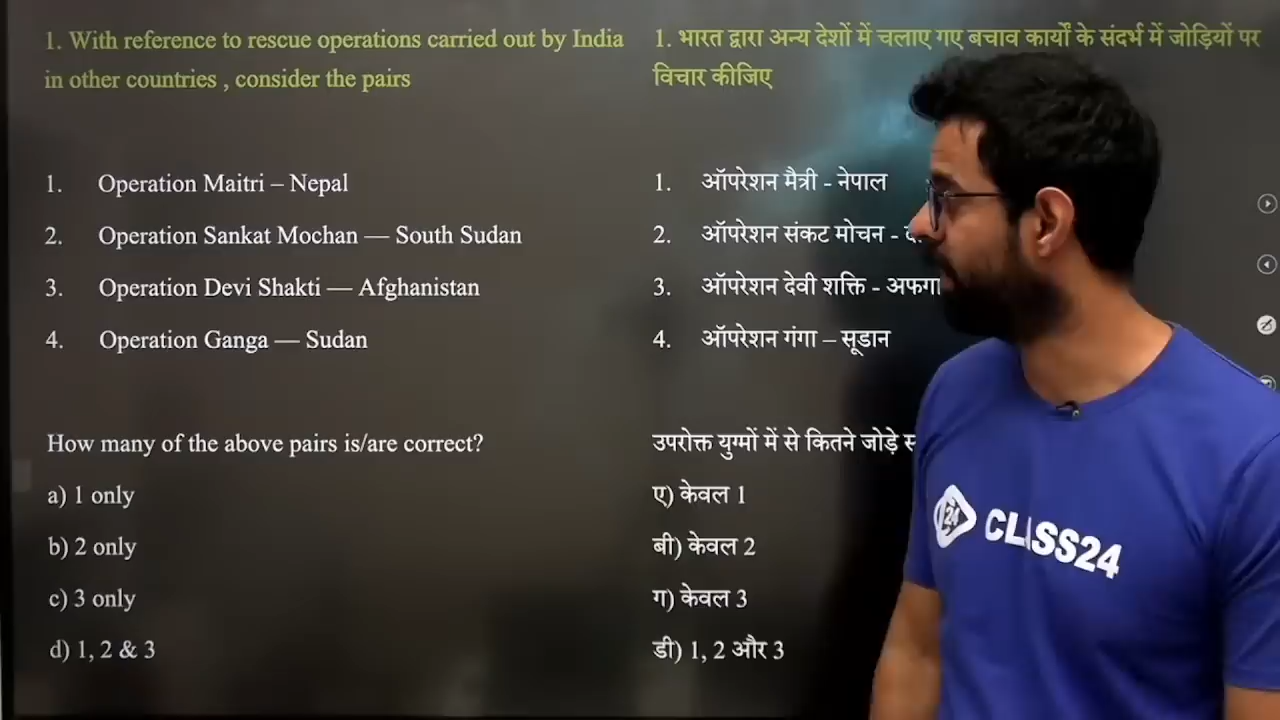 1. With reference to rescue operations carried out by India
in other countries , consider the pairs
1. Operation Maitri – Nepal
2. Operation Sankat Mochan — South Sudan
3. Operation Devi Shakti — Afghanistan
4. Operation Ganga — Sudan
How many of the above pairs is/are correct?
a) 1 only
b) 2 only
c) 3 only
d) 1, 2 & 3
1. भारत द्वारा अन्य देशों में चलाए गए बचाव कार्यों के संदर्भ में जोड़ियों पर
विचार कीजिए
1. ऑपरेशन मैत्री - नेपाल
2. ऑपरेशन संकट मोचन -
3. ऑपरेशन देवी शक्ति -
4. ऑपरेशन गंगा – सूडान
उपरोक्त युग्मों में से कितने जोड़े
ए) केवल 1
बी) केवल 2
ग) केवल 3
डी) 1, 2 और 3
24 CLASS24